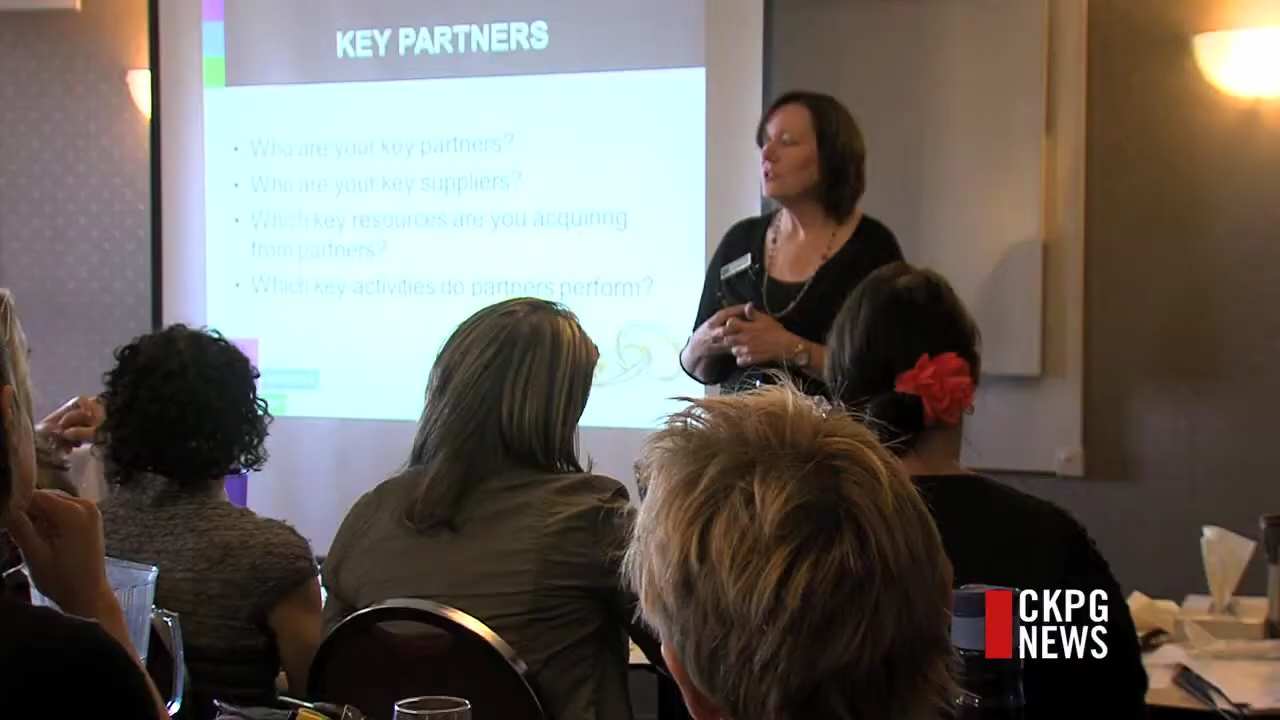 KEY PARTNERS
• Who are your key partners?
• Who are your key suppliers?
• Which key resources are you acquiring
from partners?
• Which key activities do partners perform?
CKPG
NEWS